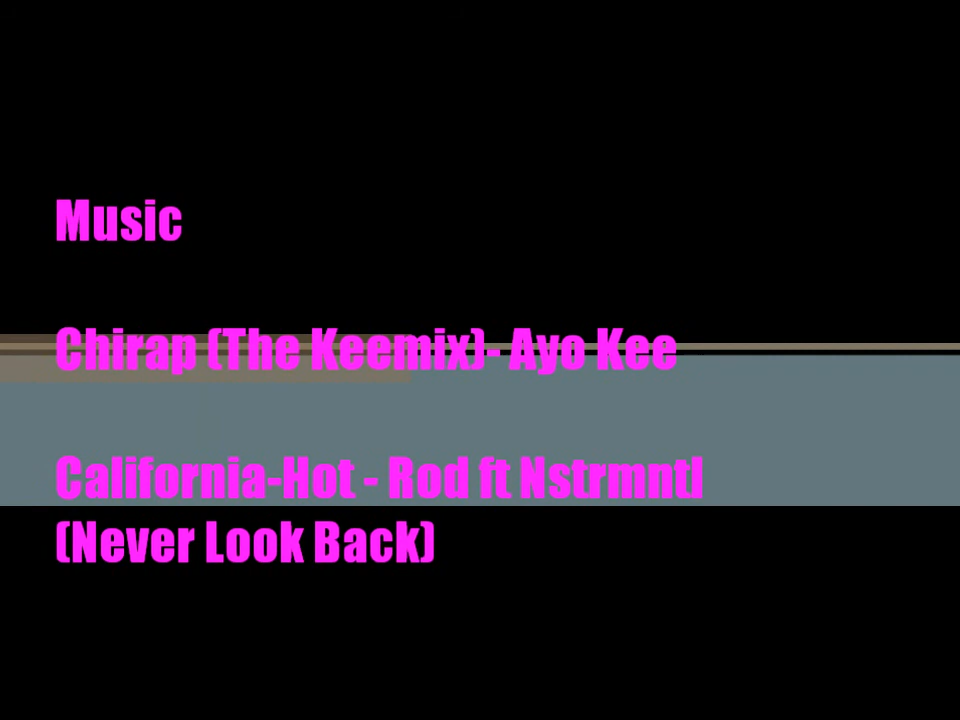 Music
Chirap (The Keemix)- Ayo Kee
California-Hot - Rod ft Nstrmntl
(Never Look Back)